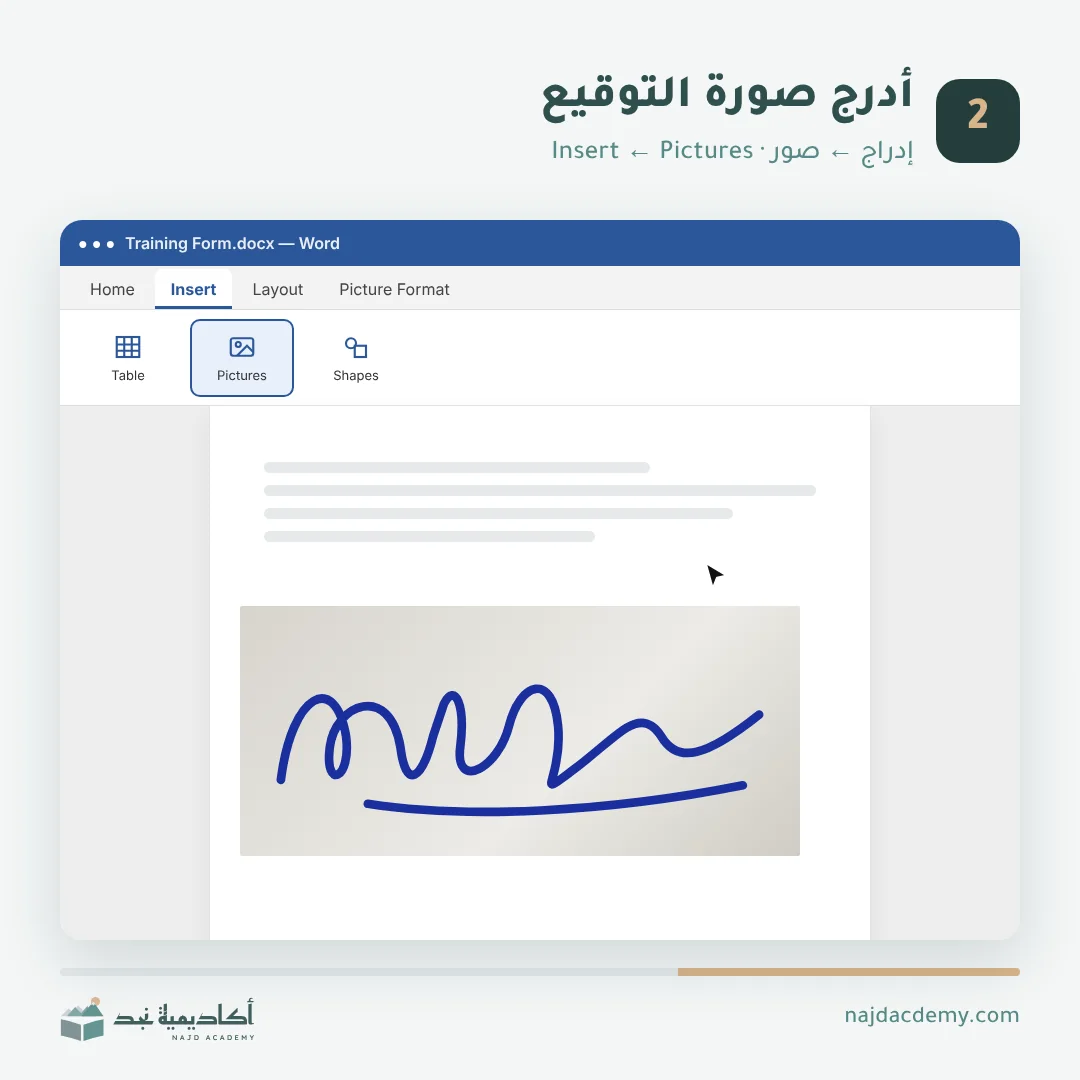 2
أدرج صورة التوقيع
إدراج ← صور · Insert ← Pictures
Training Form.docx — Word
Home Insert Layout Picture Format
Table Pictures Shapes
أكاديمية نجد
NAJD ACADEMY
najdacdemy.com